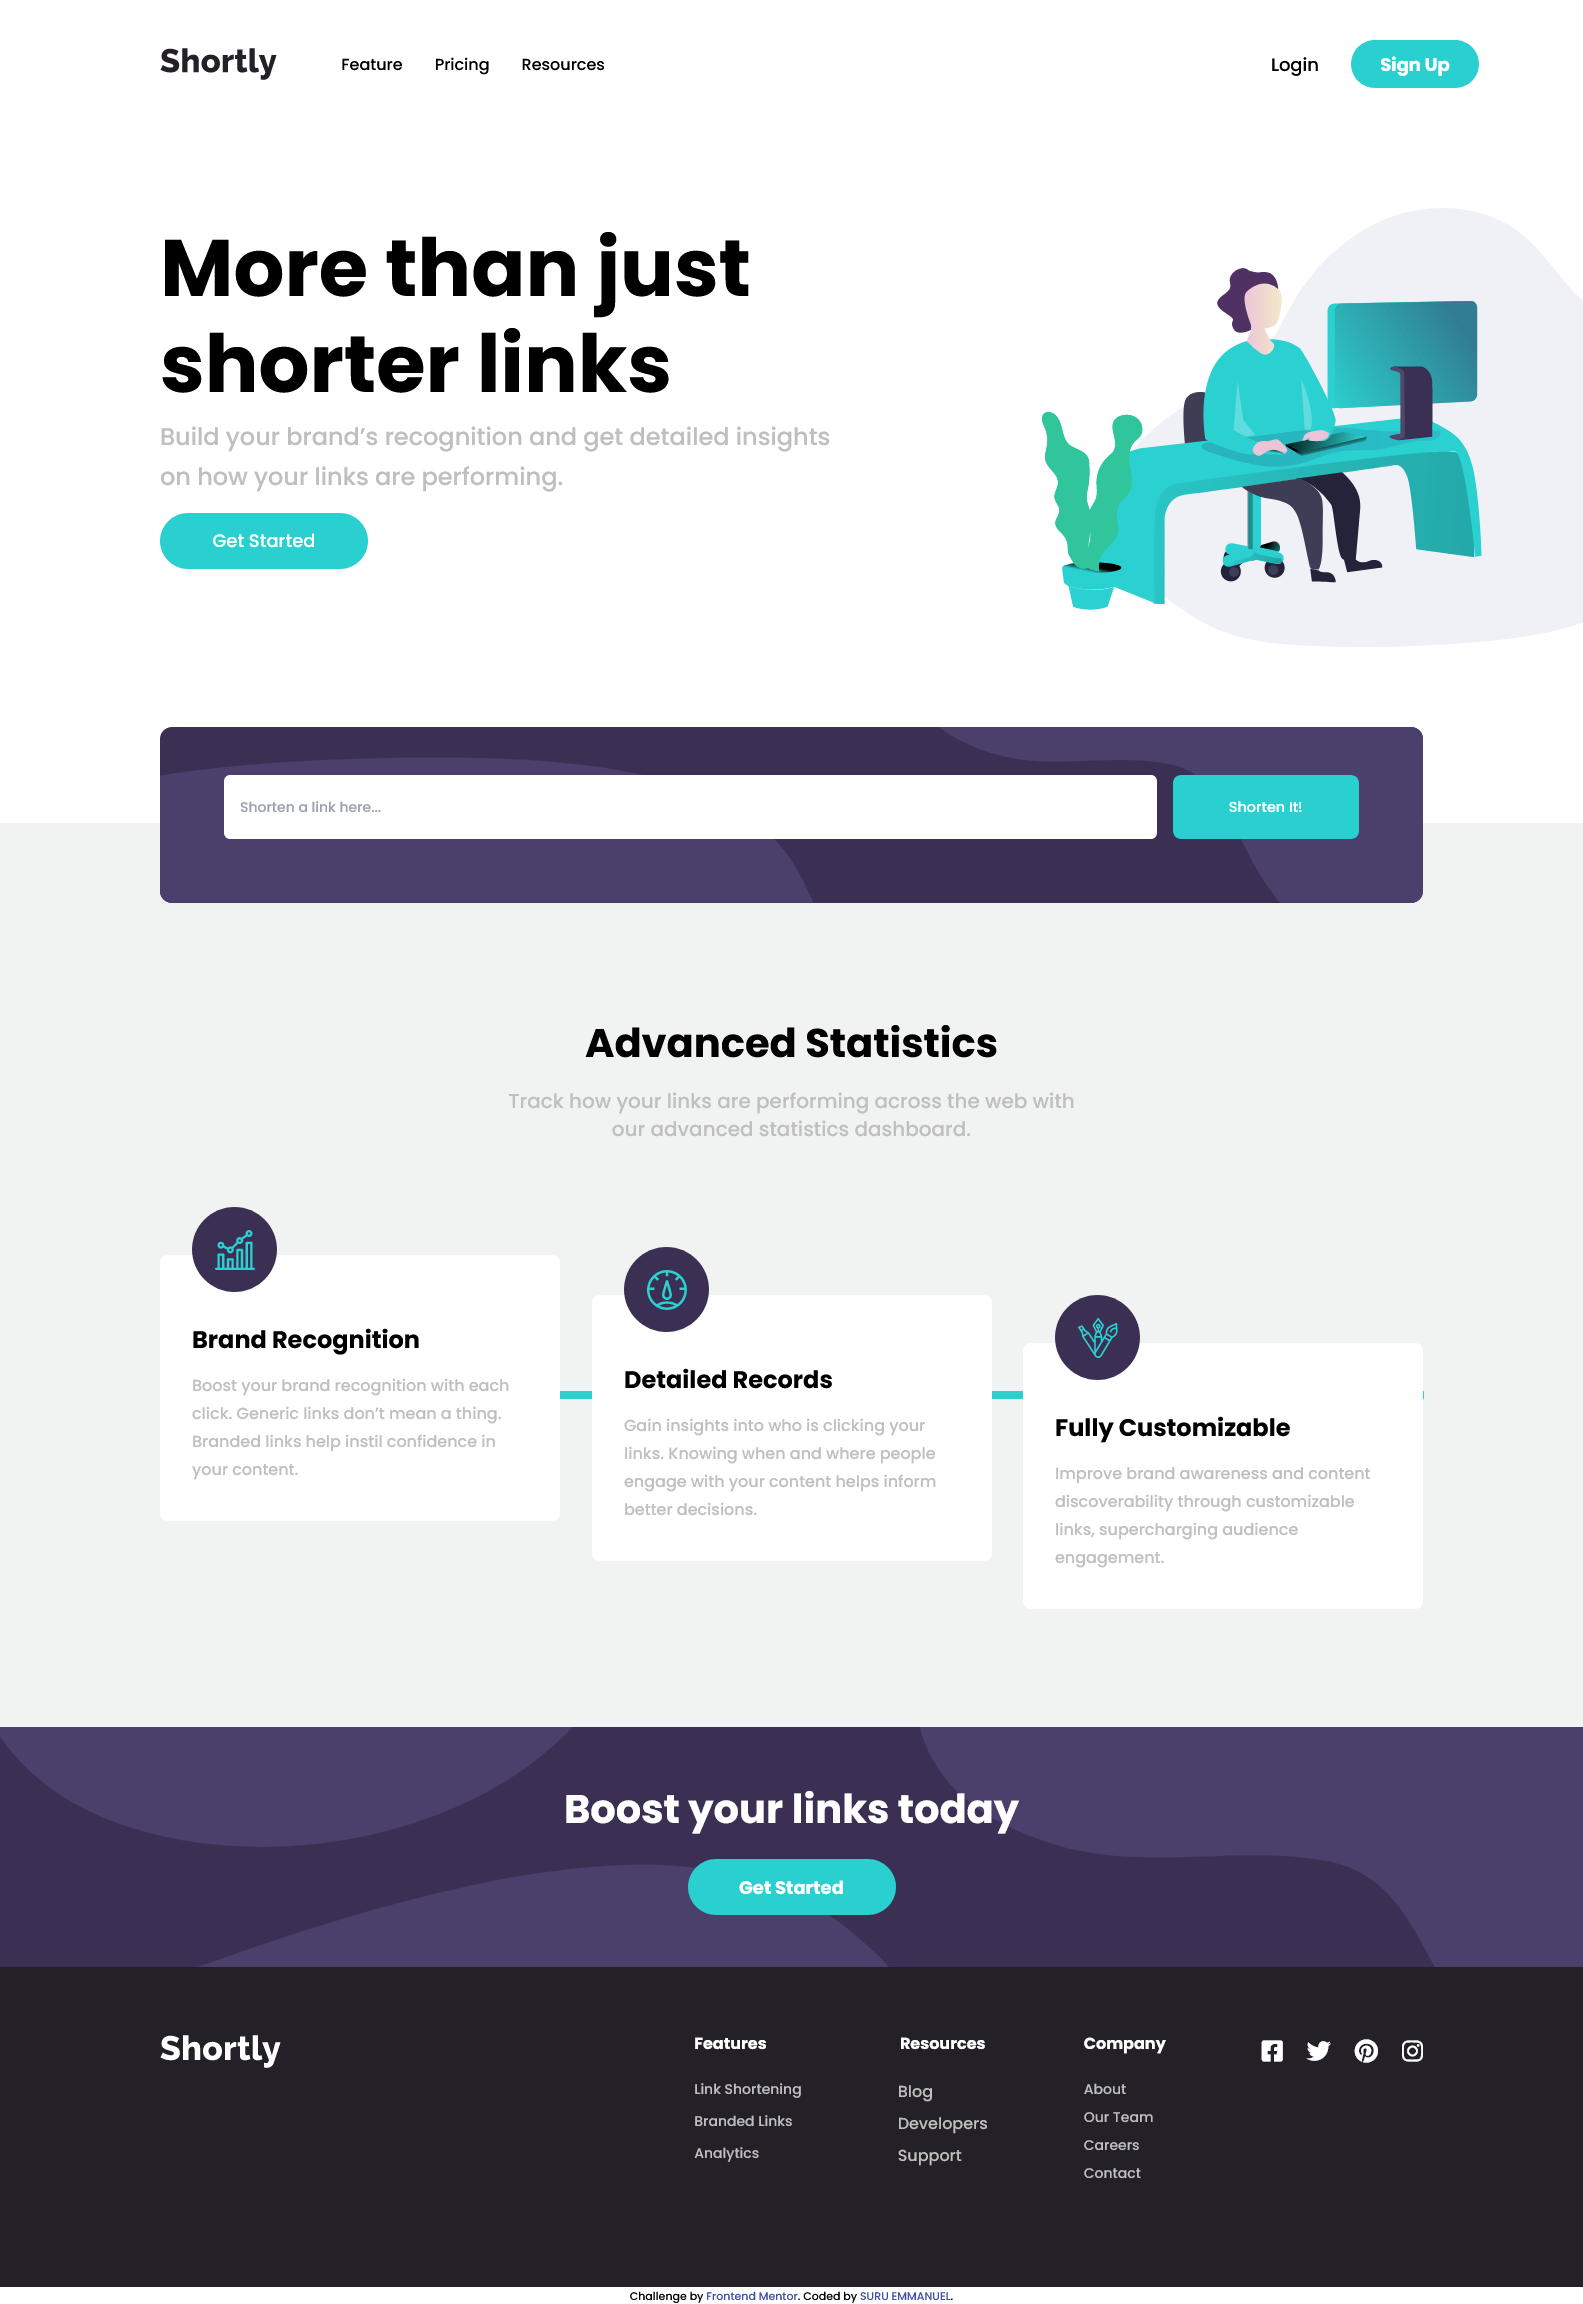 Shortly
Feature
Pricing
Resources
Login
Sign Up
More than just
shorter links
Build your brand’s recognition and get detailed insights
on how your links are performing.
Get Started
Shorten a link here...
Shorten It!
Advanced Statistics
Track how your links are performing across the web with
our advanced statistics dashboard.
Brand Recognition
Boost your brand recognition with each
click. Generic links don’t mean a thing.
Branded links help instil confidence in
your content.
Detailed Records
Gain insights into who is clicking your
links. Knowing when and where people
engage with your content helps inform
better decisions.
Fully Customizable
Improve brand awareness and content
discoverability through customizable
links, supercharging audience
engagement.
Boost your links today
Get Started
Shortly
Features
Link Shortening
Branded Links
Analytics
Resources
Blog
Developers
Support
Company
About
Our Team
Careers
Contact
Challenge by Frontend Mentor. Coded by SURU EMMANUEL.